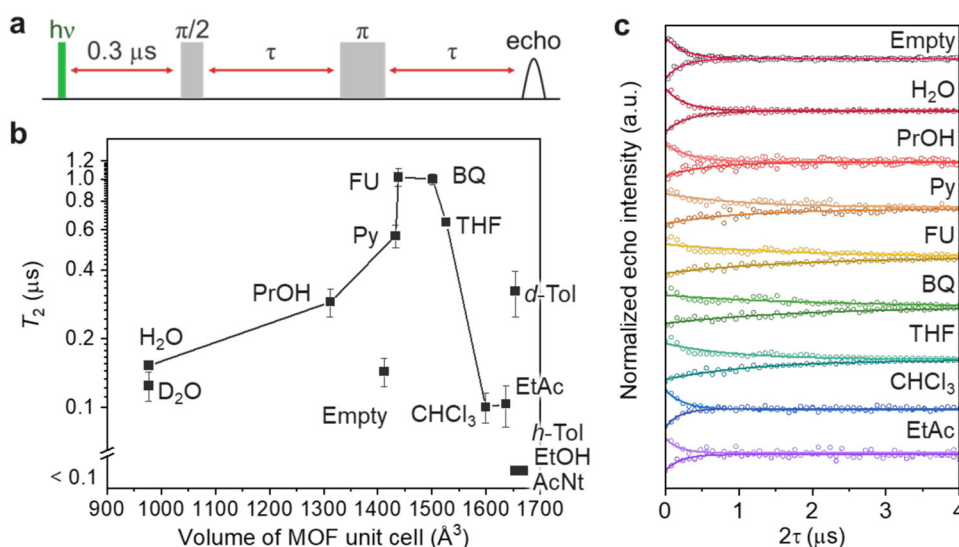 a
hν
0.3 μs
π/2
τ
π
τ
echo
b
T₂ (μs)
1.2
1.0
0.8
0.6
0.4
0.2
0.1
< 0.1
FU
BQ
Py
THF
PrOH
d-Tol
H₂O
D₂O
Empty
CHCl₃
EtAc
h-Tol
EtOH
AcNt
900 1000 1100 1200 1300 1400 1500 1600 1700
Volume of MOF unit cell (Å³)
c
Normalized echo intensity (a.u.)
Empty
H₂O
PrOH
Py
FU
BQ
THF
CHCl₃
EtAc
0 1 2 3 4
2τ (μs)